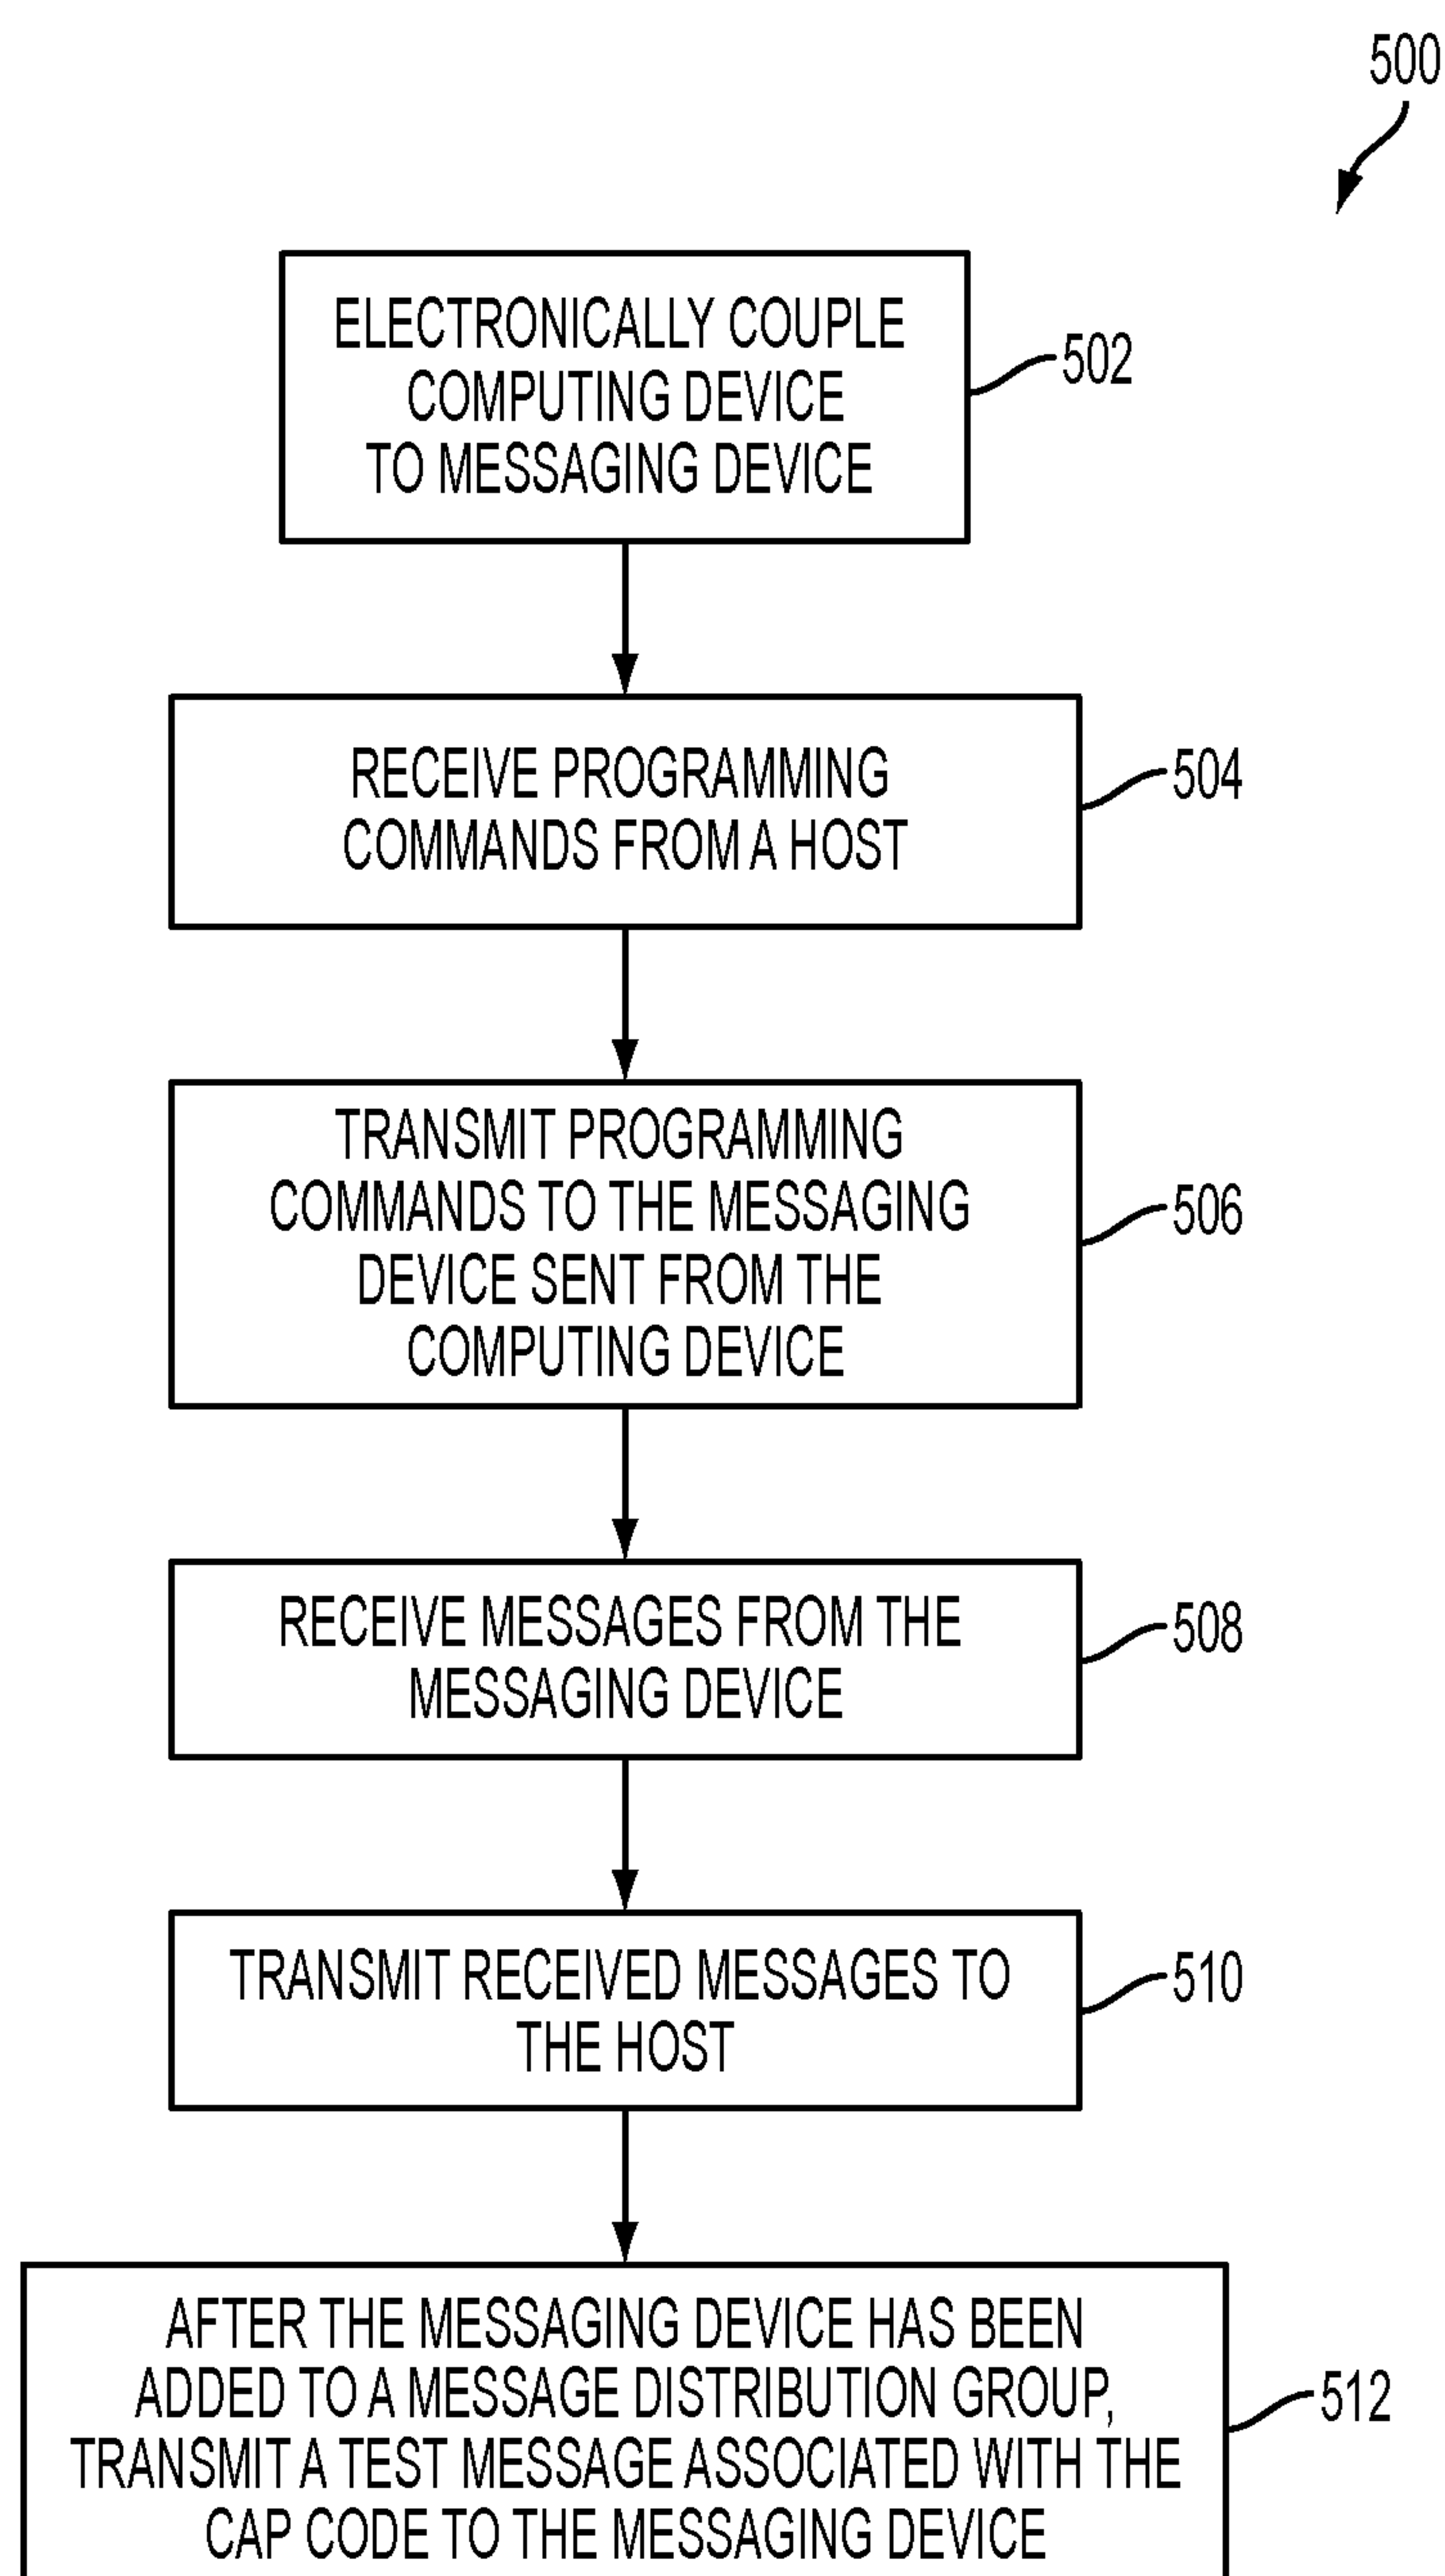 500
ELECTRONICALLY COUPLE
COMPUTING DEVICE
TO MESSAGING DEVICE
502
RECEIVE PROGRAMMING
COMMANDS FROM A HOST
504
TRANSMIT PROGRAMMING
COMMANDS TO THE MESSAGING
DEVICE SENT FROM THE
COMPUTING DEVICE
506
RECEIVE MESSAGES FROM THE
MESSAGING DEVICE
508
TRANSMIT RECEIVED MESSAGES TO
THE HOST
510
AFTER THE MESSAGING DEVICE HAS BEEN
ADDED TO A MESSAGE DISTRIBUTION GROUP,
TRANSMIT A TEST MESSAGE ASSOCIATED WITH THE
CAP CODE TO THE MESSAGING DEVICE
512